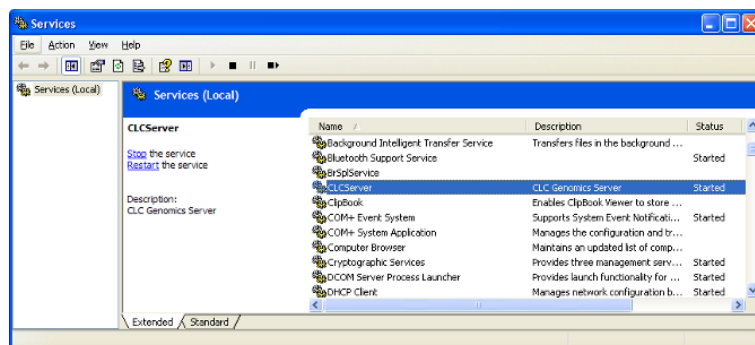 Services
File Action View Help
Services (Local)
Services (Local)
CLCServer
Stop the service
Restart the service
Description:
CLC Genomics Server
Name Description Status
Background Intelligent Transfer Service Transfers files in the background ...
Bluetooth Support Service Started
BrSplService
CLCServer CLC Genomics Server Started
ClipBook Enables ClipBook Viewer to store ...
COM+ Event System Supports System Event Notificati... Started
COM+ System Application Manages the configuration and tr...
Computer Browser Maintains an updated list of comp...
Cryptographic Services Provides three management serv... Started
DCOM Server Process Launcher Provides launch functionality for ... Started
DHCP Client Manages network configuration b... Started
Extended Standard